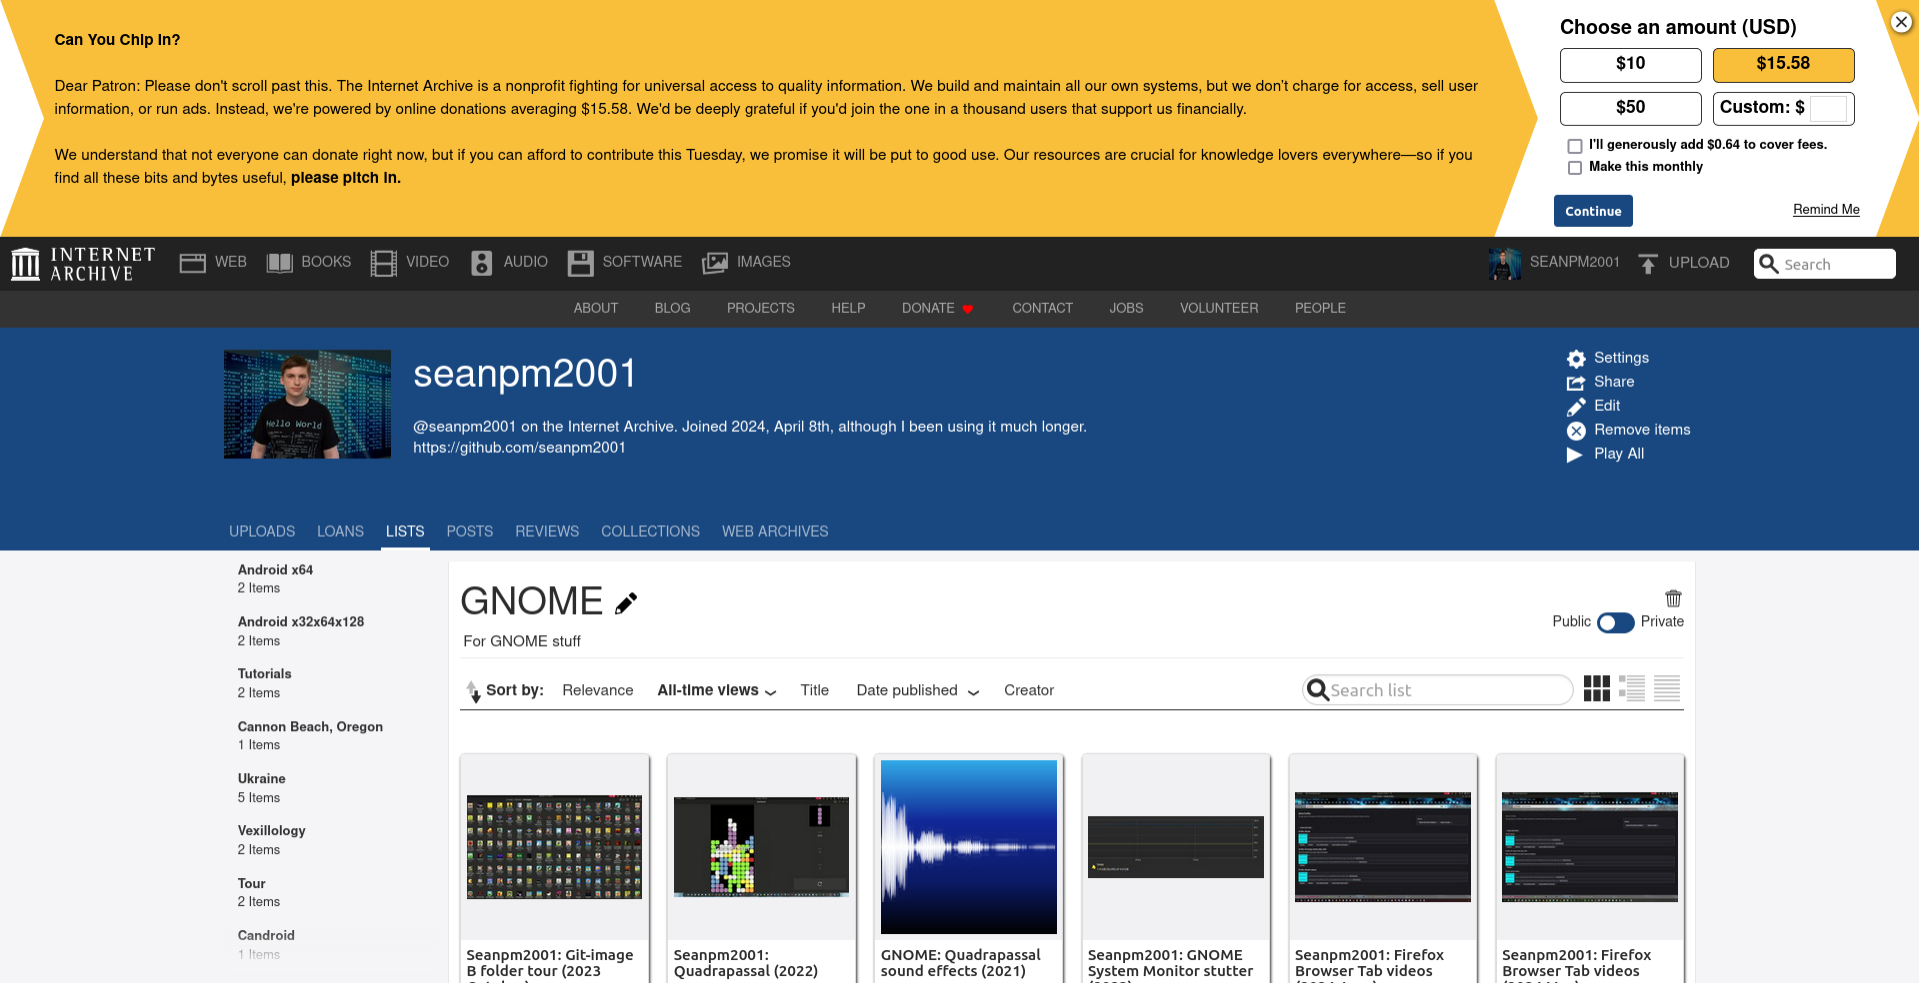 Can You Chip In?
Dear Patron: Please don't scroll past this. The Internet Archive is a nonprofit fighting for universal access to quality information. We build and maintain all our own systems, but we don't charge for access, sell user
information, or run ads. Instead, we're powered by online donations averaging $15.58. We'd be deeply grateful if you'd join the one in a thousand users that support us financially.
We understand that not everyone can donate right now, but if you can afford to contribute this Tuesday, we promise it will be put to good use. Our resources are crucial for knowledge lovers everywhere—so if you
find all these bits and bytes useful, please pitch in.
Choose an amount (USD)
$10 $15.58
$50 Custom: $
I'll generously add $0.64 to cover fees.
Make this monthly
Continue Remind Me
INTERNET ARCHIVE WEB BOOKS VIDEO AUDIO SOFTWARE IMAGES SEANPM2001 UPLOAD Search
ABOUT BLOG PROJECTS HELP DONATE CONTACT JOBS VOLUNTEER PEOPLE
Hello World
seanpm2001
@seanpm2001 on the Internet Archive. Joined 2024, April 8th, although I been using it much longer.
https://github.com/seanpm2001
Settings
Share
Edit
Remove items
Play All
UPLOADS LOANS LISTS POSTS REVIEWS COLLECTIONS WEB ARCHIVES
Android x64
2 Items
Android x32x64x128
2 Items
Tutorials
2 Items
Cannon Beach, Oregon
1 Items
Ukraine
5 Items
Vexillology
2 Items
Tour
2 Items
Candroid
1 Items
GNOME
For GNOME stuff
Public Private
Sort by: Relevance All-time views Title Date published Creator Search list
Seanpm2001: Git-image
B folder tour (2023
Seanpm2001:
Quadrapassal (2022)
GNOME: Quadrapassal
sound effects (2021)
Seanpm2001: GNOME
System Monitor stutter
Seanpm2001: Firefox
Browser Tab videos
Seanpm2001: Firefox
Browser Tab videos